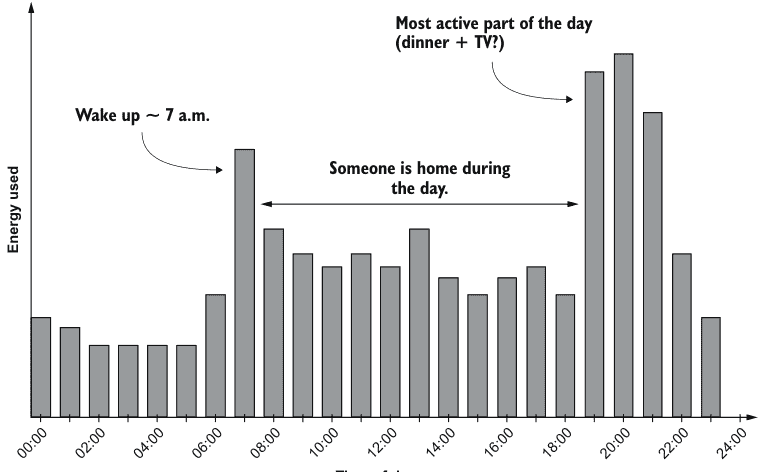 Most active part of the day
(dinner + TV?)
Wake up ~ 7 a.m.
Someone is home during
the day.
Energy used
00:00
02:00
04:00
06:00
08:00
10:00
12:00
14:00
16:00
18:00
20:00
22:00
24:00